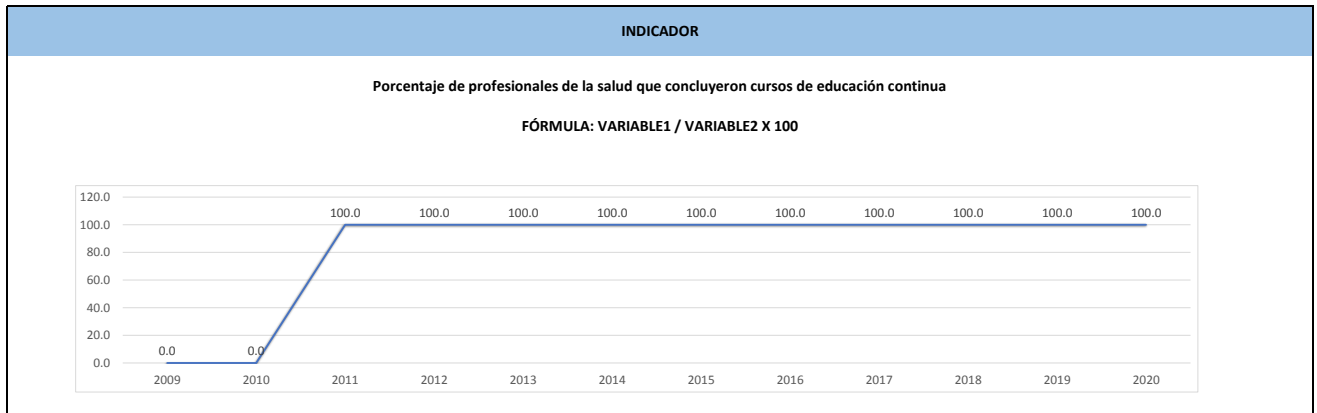 INDICADOR
Porcentaje de profesionales de la salud que concluyeron cursos de educación continua
FÓRMULA: VARIABLE1 / VARIABLE2 X 100
120.0
100.0 100.0 100.0 100.0 100.0 100.0 100.0 100.0 100.0 100.0
100.0
80.0
60.0
40.0
20.0
0.0 0.0
0.0
2009 2010 2011 2012 2013 2014 2015 2016 2017 2018 2019 2020